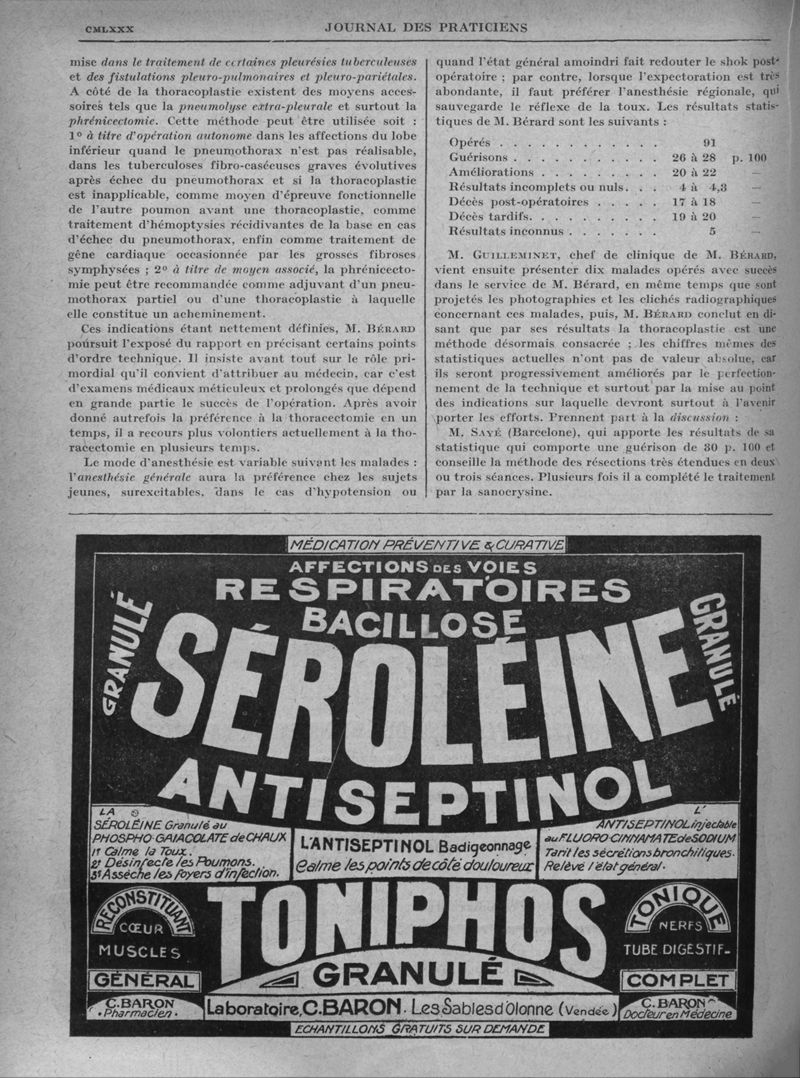 CMLXXX
JOURNAL DES PRATICIENS
mise dans le traitement de certaines pleurésies tuberculeuses
et des fistulations pleuro-pulmonaires et pleuro-pariétales.
A côté de la thoracoplastie existent des moyens acces-
soires tels que la pneumolyse extra-pleurale et surtout la
phrénicectomie. Cette méthode peut être utilisée soit :
1º à titre d'opération autonome dans les affections du lobe
inférieur quand le pneumothorax n'est pas réalisable,
dans les tuberculoses fibro-caséeuses graves évolutives
après échec du pneumothorax et si la thoracoplastie
est inapplicable, comme moyen d'épreuve fonctionnelle
de l'autre poumon avant une thoracoplastie, comme
traitement d'hémoptysies récidivantes de la base en cas
d'échec du pneumothorax, enfin comme traitement de
gêne cardiaque occasionnée par les grosses fibroses
symphysées ; 2º à titre de moyen associé, la phrénicecto-
mie peut être recommandée comme adjuvant d'un pneu-
mothorax partiel ou d'une thoracoplastie à laquelle
elle constitue un acheminement.
Ces indications étant nettement définies, M. BÉRARD
poursuit l'exposé du rapport en précisant certains points
d'ordre technique. Il insiste avant tout sur le rôle pri-
mordial qu'il convient d'attribuer au médecin, car c'est
d'examens médicaux méticuleux et prolongés que dépend
en grande partie le succès de l'opération. Après avoir
donné autrefois la préférence à la thoracectomie en un
temps, il a recours plus volontiers actuellement à la tho-
racectomie en plusieurs temps.
Le mode d'anesthésie est variable suivant les malades :
l'anesthésie générale aura la préférence chez les sujets
jeunes, surexcitables, dans le cas d'hypotension ou
quand l'état général amoindri fait redouter le shok post-
opératoire ; par contre, lorsque l'expectoration est très
abondante, il faut préférer l'anesthésie régionale, qui
sauvegarde le réflexe de la toux. Les résultats statis-
tiques de M. Bérard sont les suivants :
Opérés . . . . . . . . . . . . 91
Guérisons . . . . . . . . . . . 26 à 28 p. 100
Améliorations . . . . . . . . . 20 à 22 —
Résultats incomplets ou nuls. . . 4 à 4,3 —
Décès post-opératoires . . . . . 17 à 18 —
Décès tardifs. . . . . . . . . . 19 à 20 —
Résultats inconnus . . . . . . . 5 —
M. GUILLEMINET, chef de clinique de M. BÉRARD,
vient ensuite présenter dix malades opérés avec succès
dans le service de M. Bérard, en même temps que sont
projetés les photographies et les clichés radiographiques
concernant ces malades, puis, M. BÉRARD conclut en di-
sant que par ses résultats la thoracoplastie est une
méthode désormais consacrée ; les chiffres mêmes des
statistiques actuelles n'ont pas de valeur absolue, car
ils seront progressivement améliorés par le perfection-
nement de la technique et surtout par la mise au point
des indications sur laquelle devront surtout à l'avenir
porter les efforts. Prennent part à la discussion :
M. SAYÉ (Barcelone), qui apporte les résultats de sa
statistique qui comporte une guérison de 30 p. 100 et
conseille la méthode des résections très étendues en deux
ou trois séances. Plusieurs fois il a complété le traitement
par la sanocrysine.
MÉDICATION PRÉVENTIVE & CURATIVE
AFFECTIONS DES VOIES
RESPIRATOIRES
BACILLOSE
GRANULÉ
SÉROLÉINE
GRANULÉ
ANTISEPTINOL
LA
SÉROLÉINE Granulé au
PHOSPHO GAIACOLATE de CHAUX
1º Calme la Toux.
2º Désinfecte les Poumons.
3º Assèche les foyers d'infection.
L'ANTISEPTINOL Badigeonnage
calme les points de côté douloureux
L'
ANTISEPTINOL injectable
au FLUORO-CINNAMATE de SODIUM
Tarit les sécrétions bronchitiques.
Relève l'état général.
RECONSTITUANT
CŒUR
MUSCLES
GÉNÉRAL
TONIPHOS
GRANULÉ
TONIQUE
NERFS
TUBE DIGESTIF
COMPLET
C. BARON
Pharmacien
Laboratoire, C. BARON. Les Sables d'Olonne (Vendée)
C. BARON
Docteur en Médecine
ECHANTILLONS GRATUITS SUR DEMANDE